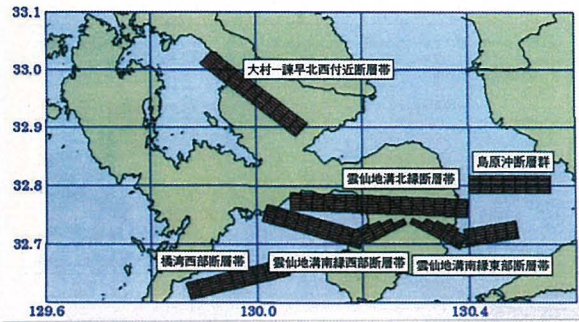 33.1
33.0
大村－諫早北西付近断層帯
32.9
島原沖断層群
32.8
雲仙地溝北縁断層帯
32.7
橘湾西部断層帯
雲仙地溝南縁西部断層帯
雲仙地溝南縁東部断層帯
129.6
130.0
130.4